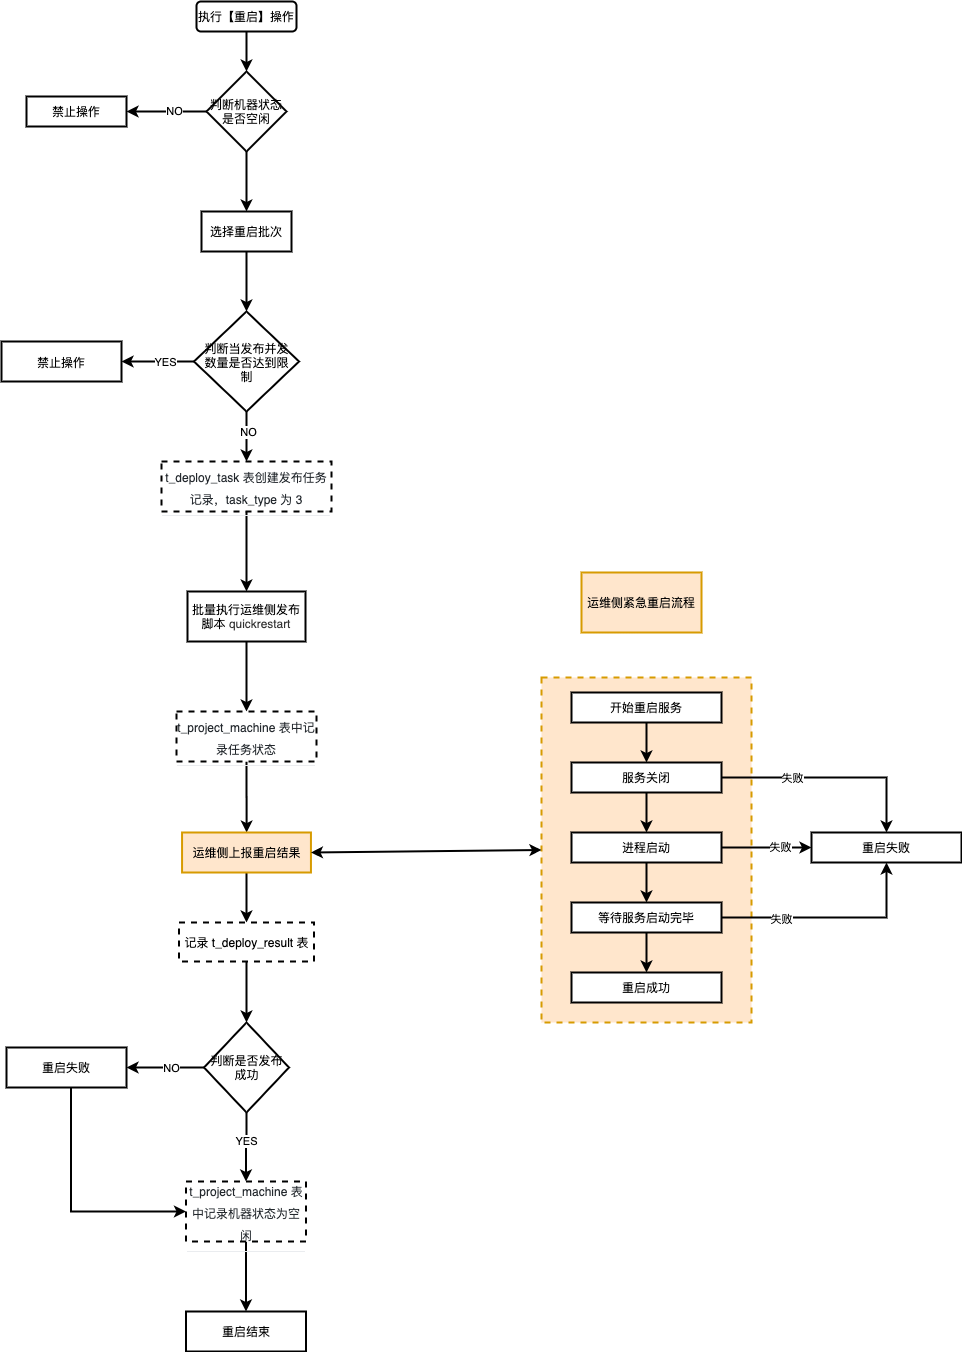 执行【重启】操作
判断机器状态
是否空闲
NO
禁止操作
选择重启批次
判断当发布并发
数量是否达到限
制
YES
禁止操作
NO
t_deploy_task 表创建发布任务
记录，task_type 为 3
批量执行运维侧发布
脚本 quickrestart
t_project_machine 表中记
录任务状态
运维侧上报重启结果
记录 t_deploy_result 表
判断是否发布
成功
NO
重启失败
YES
t_project_machine 表
中记录机器状态为空
闲
重启结束
运维侧紧急重启流程
开始重启服务
服务关闭
失败
进程启动
失败
重启失败
等待服务启动完毕
失败
重启成功